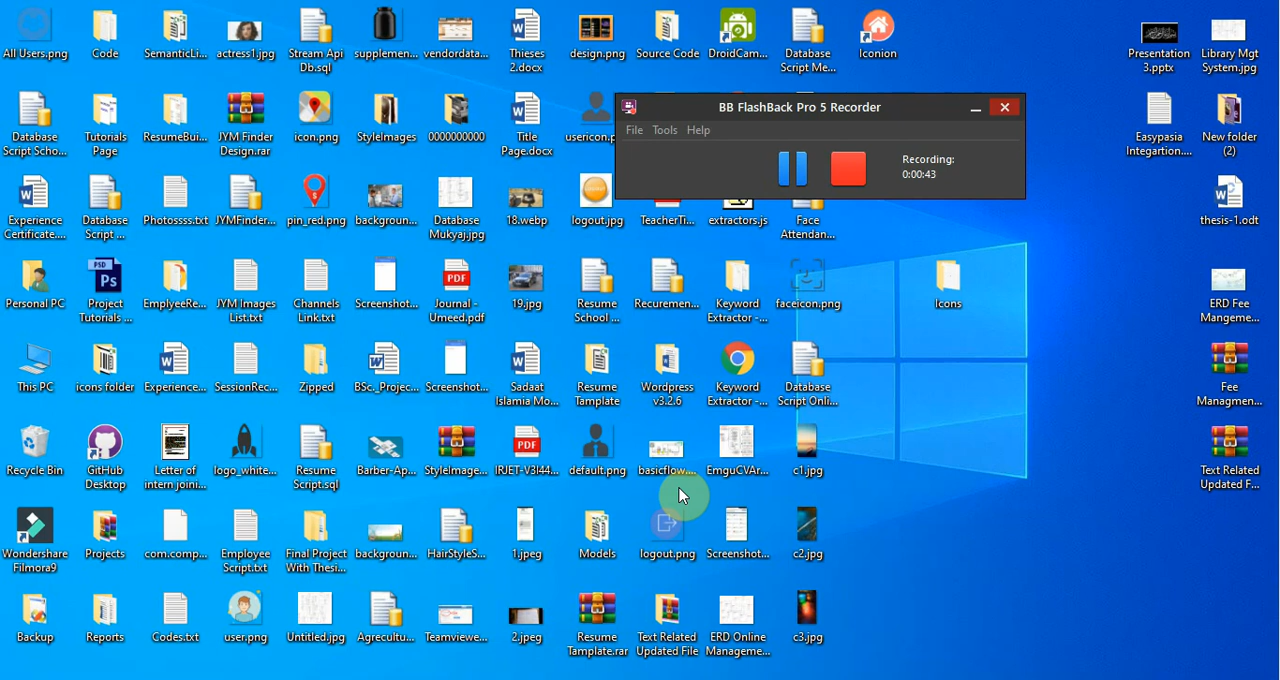 All Users.png
Code
SemanticLi...
actress1.jpg
Stream Api
Db.sql
supplemen...
vendordata...
Thieses
2.docx
design.png
Source Code
DroidCam...
Database
Script Me...
Iconion
Presentation
3.pptx
Library Mgt
System.jpg
BB FlashBack Pro 5 Recorder
File Tools Help
Recording:
0:00:43
Database
Script Scho...
Tutorials
Page
ResumeBui...
JYM Finder
Design.rar
icon.png
StyleImages
0000000000
Title
Page.docx
usericon.p
Easypasia
Integartion....
New folder
(2)
Experience
Certificate....
Database
Script ...
Photossss.txt
JYMFinder...
pin_red.png
backgroun...
Database
Mukyaj.jpg
18.webp
logout.jpg
TeacherTi...
extractors.js
Face
Attendan...
thesis-1.odt
Personal PC
Project
Tutorials ...
EmplyeeRe...
JYM Images
List.txt
Channels
Link.txt
Screenshot...
Journal -
Umeed.pdf
19.jpg
Resume
School ...
Recuremen...
Keyword
Extractor -...
faceicon.png
Icons
ERD Fee
Mangeme...
This PC
icons folder
Experience...
SessionRec...
Zipped
BSc._Projec...
Screenshot...
Sadaat
Islamia Mo...
Resume
Tamplate
Wordpress
v3.2.6
Keyword
Extractor -...
Database
Script Onli...
Fee
Managmen...
Recycle Bin
GitHub
Desktop
Letter of
intern joini...
logo_white...
Resume
Script.sql
Barber-Ap...
StyleImage...
IRJET-V3I44...
default.png
basicflow....
EmguCVAr...
c1.jpg
Text Related
Updated F...
Wondershare
Filmora9
Projects
com.comp...
Employee
Script.txt
Final Project
With Thesi...
backgroun...
HairStyleS...
1.jpeg
Models
logout.png
Screenshot...
c2.jpg
Backup
Reports
Codes.txt
user.png
Untitled.jpg
Agrecultu...
Teamviewe...
2.jpeg
Resume
Tamplate.rar
Text Related
Updated File
ERD Online
Manageme...
c3.jpg